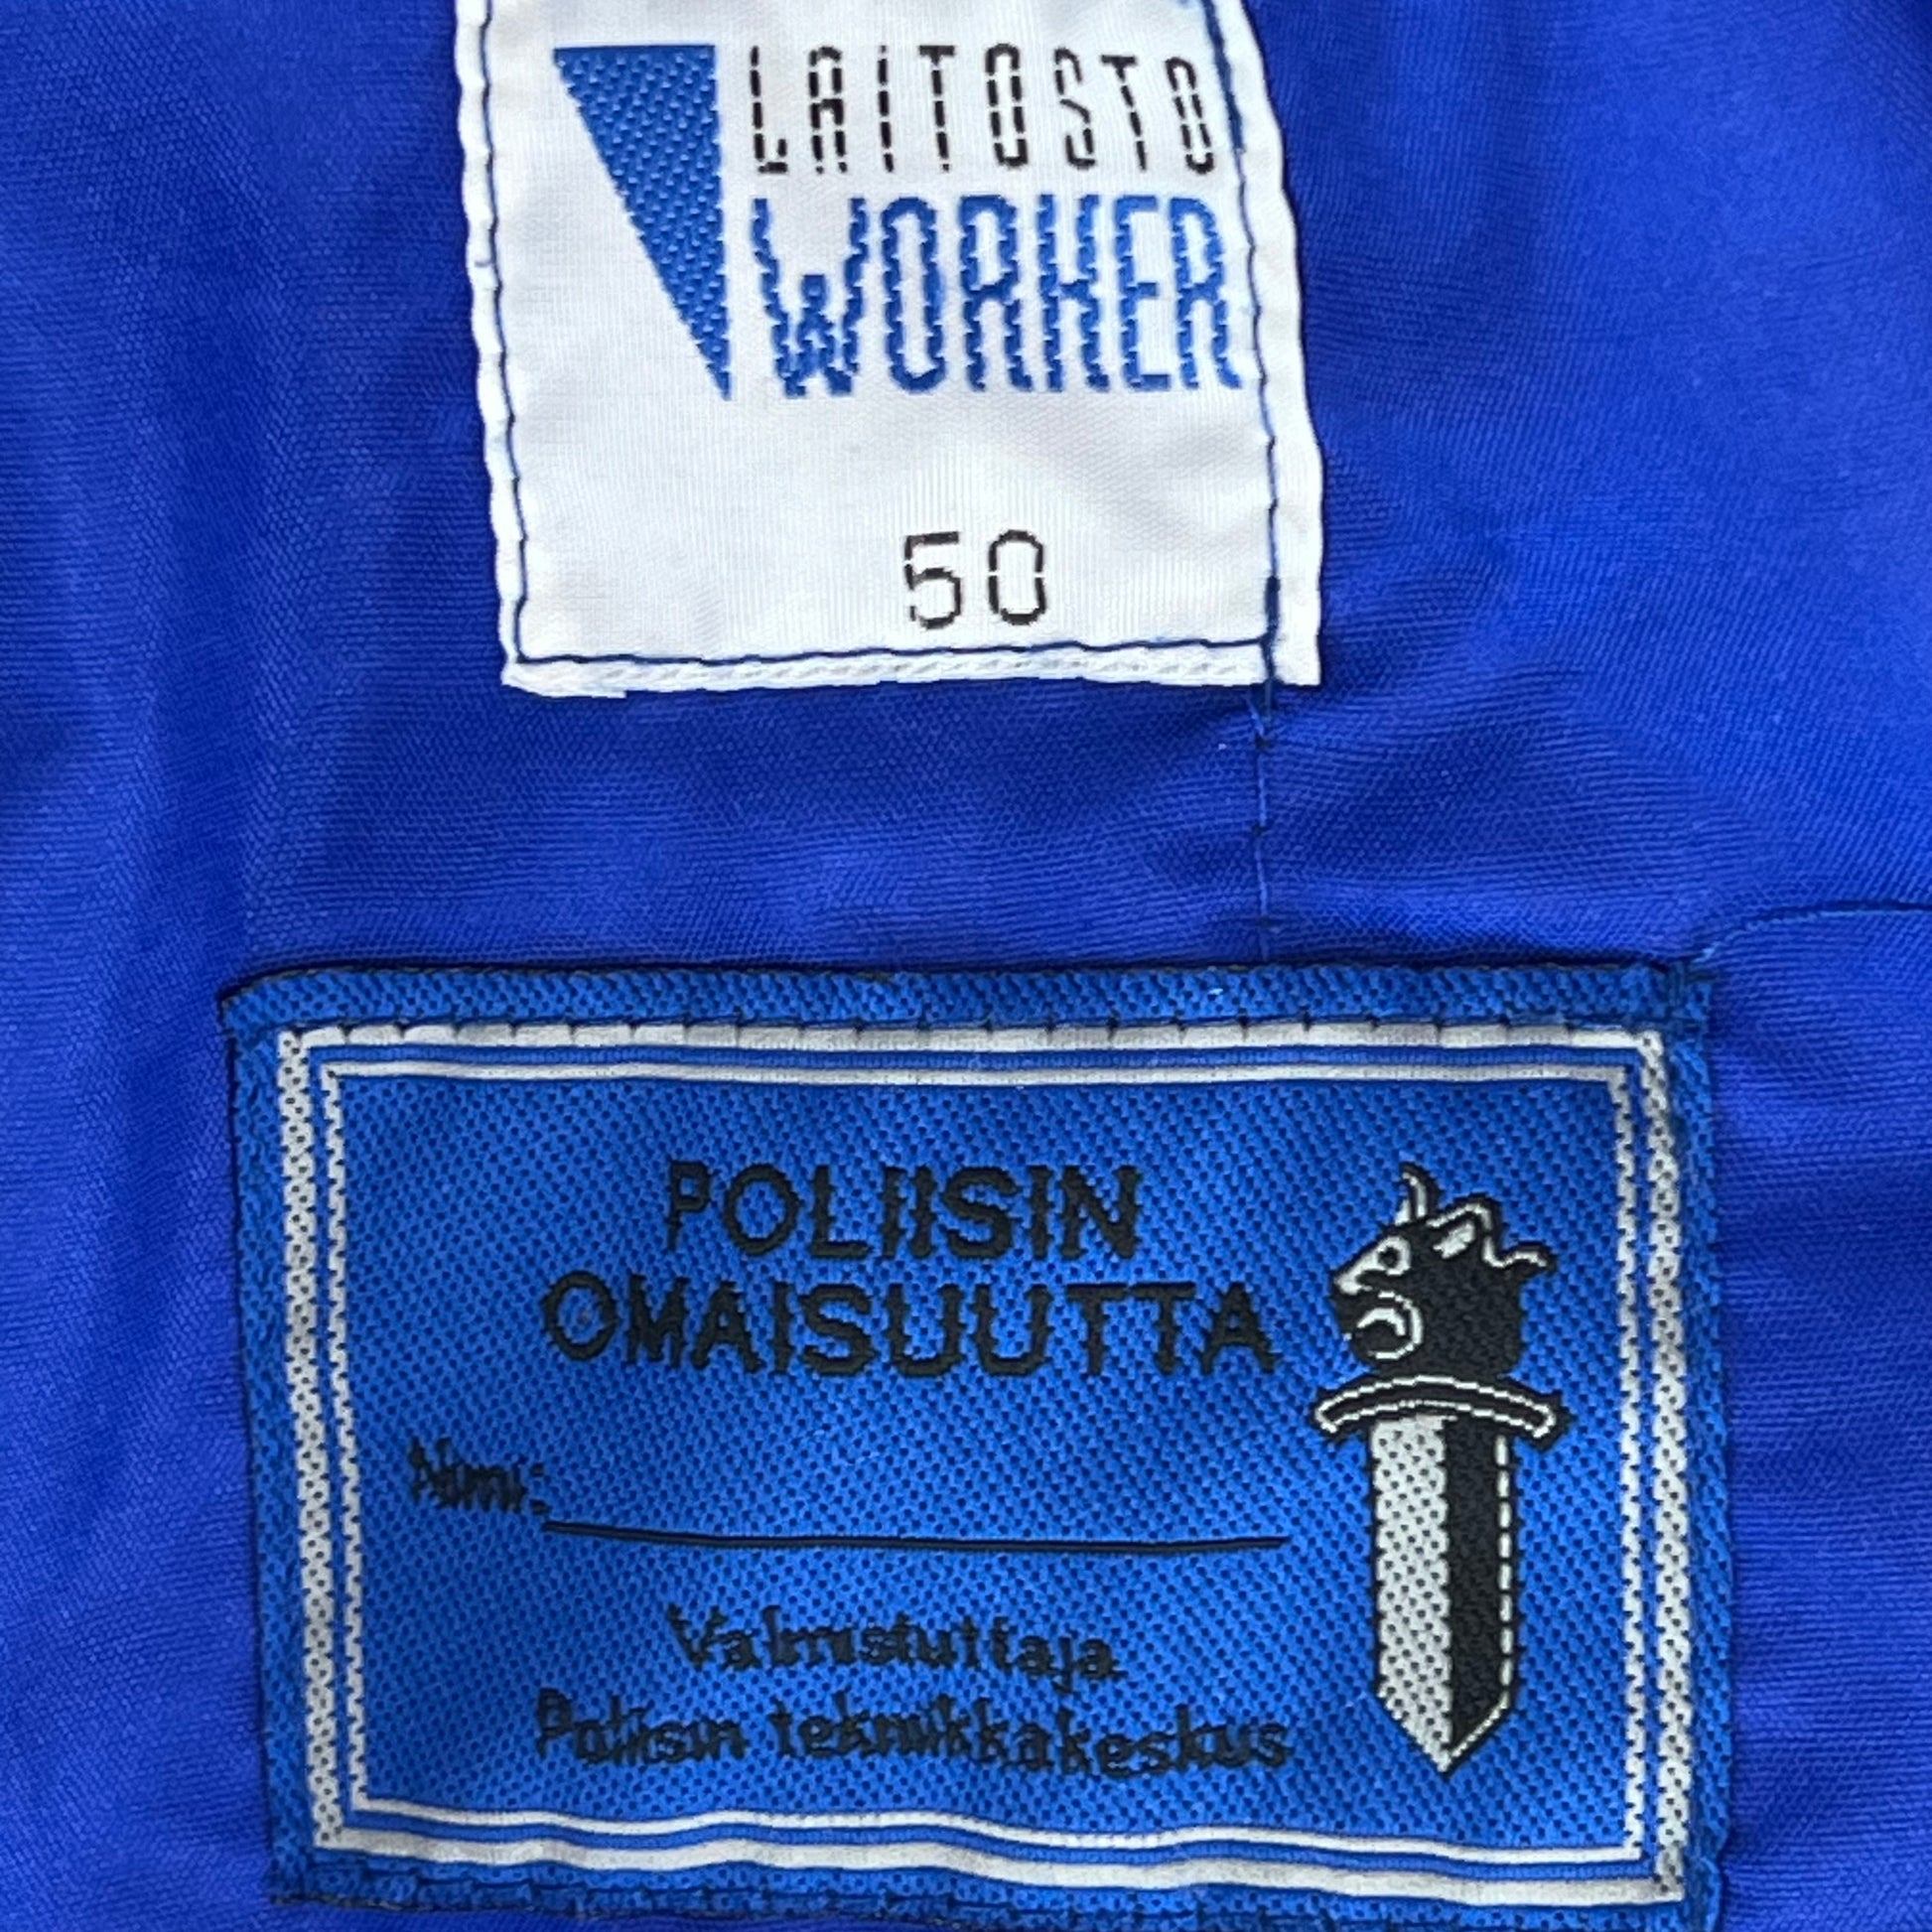 LAITOSTO
WORKER
50
POLIISIN
OMAISUUTTA
Nimi:
Valmistuttaja
Poliisin tekniikkakeskus